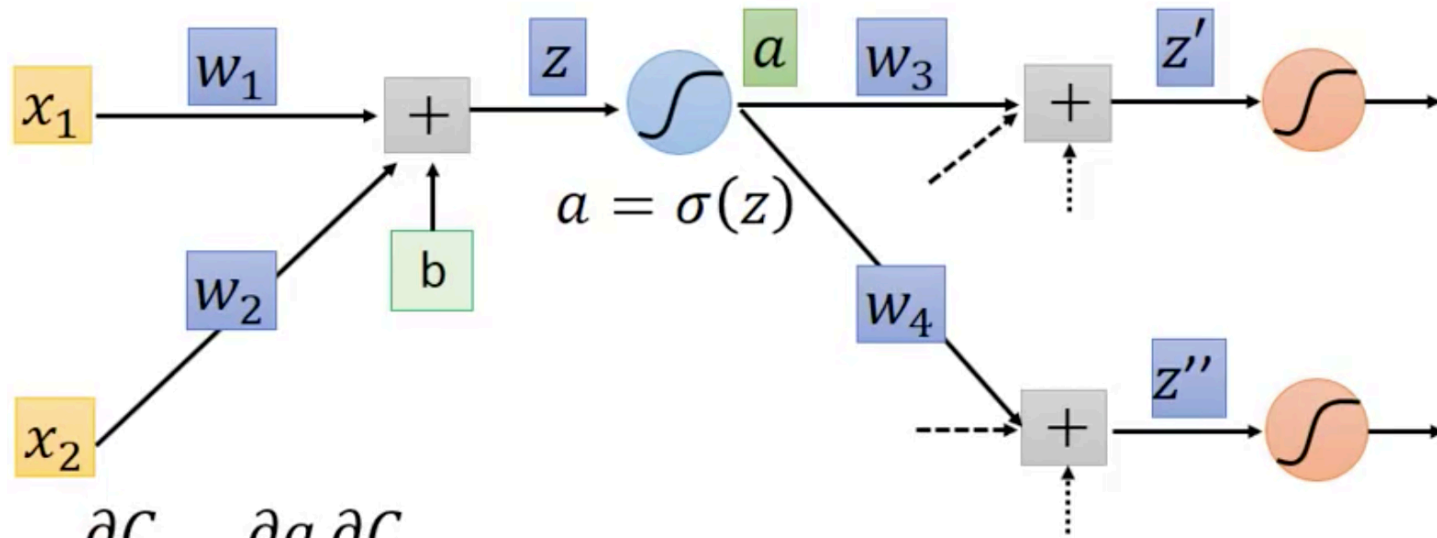 w₁
z
a
w₃
z′
x₁
+
+
a = σ(z)
b
w₂
w₄
z′′
x₂
+
∂C ∂a ∂C